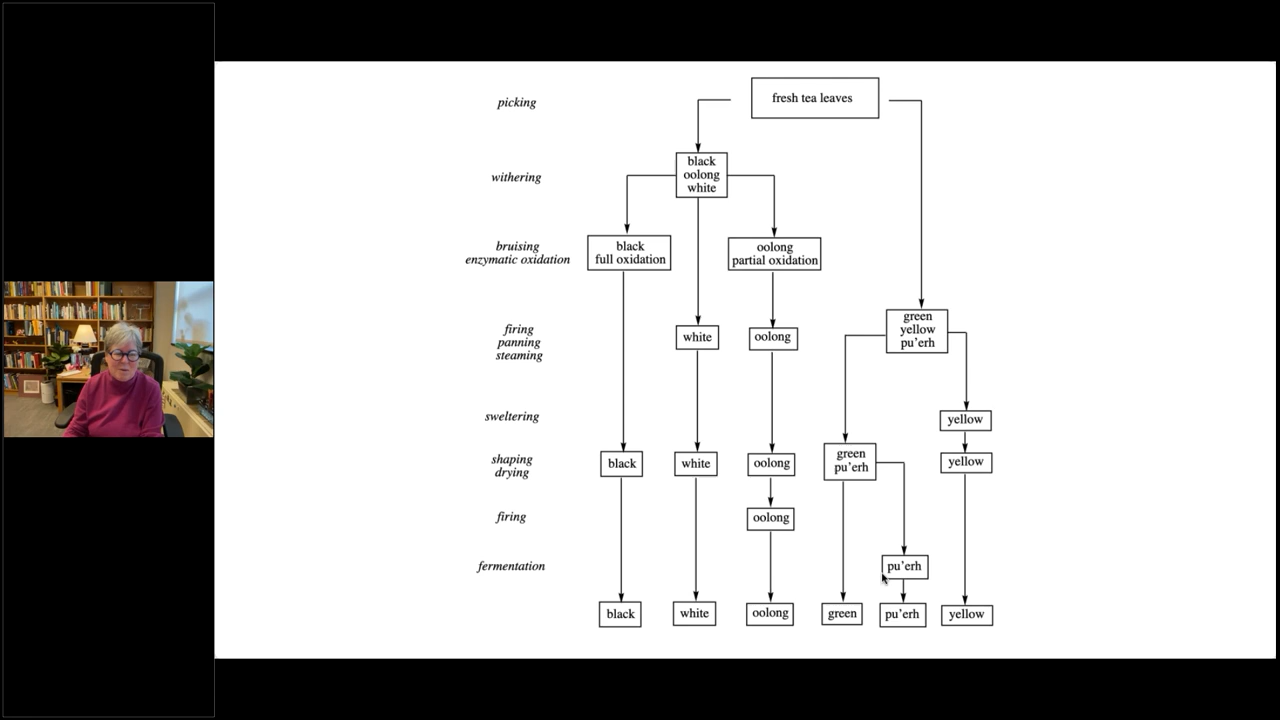 picking
fresh tea leaves
withering
black
oolong
white
bruising
enzymatic oxidation
black
full oxidation
oolong
partial oxidation
firing
panning
steaming
white
oolong
green
yellow
pu’erh
sweltering
yellow
shaping
drying
black
white
oolong
green
pu’erh
yellow
firing
oolong
fermentation
pu’erh
black
white
oolong
green
pu’erh
yellow